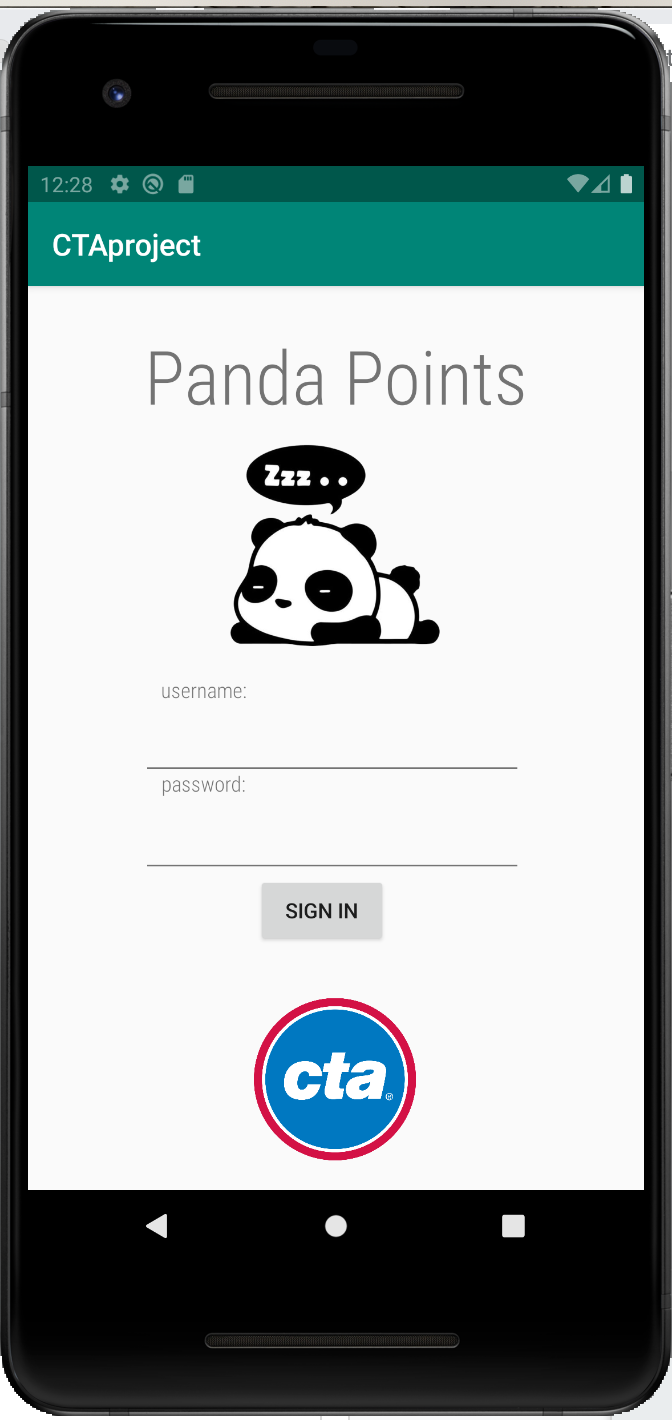 12:28
CTAproject
Panda Points
Zzz . .
username:
password:
SIGN IN
cta®